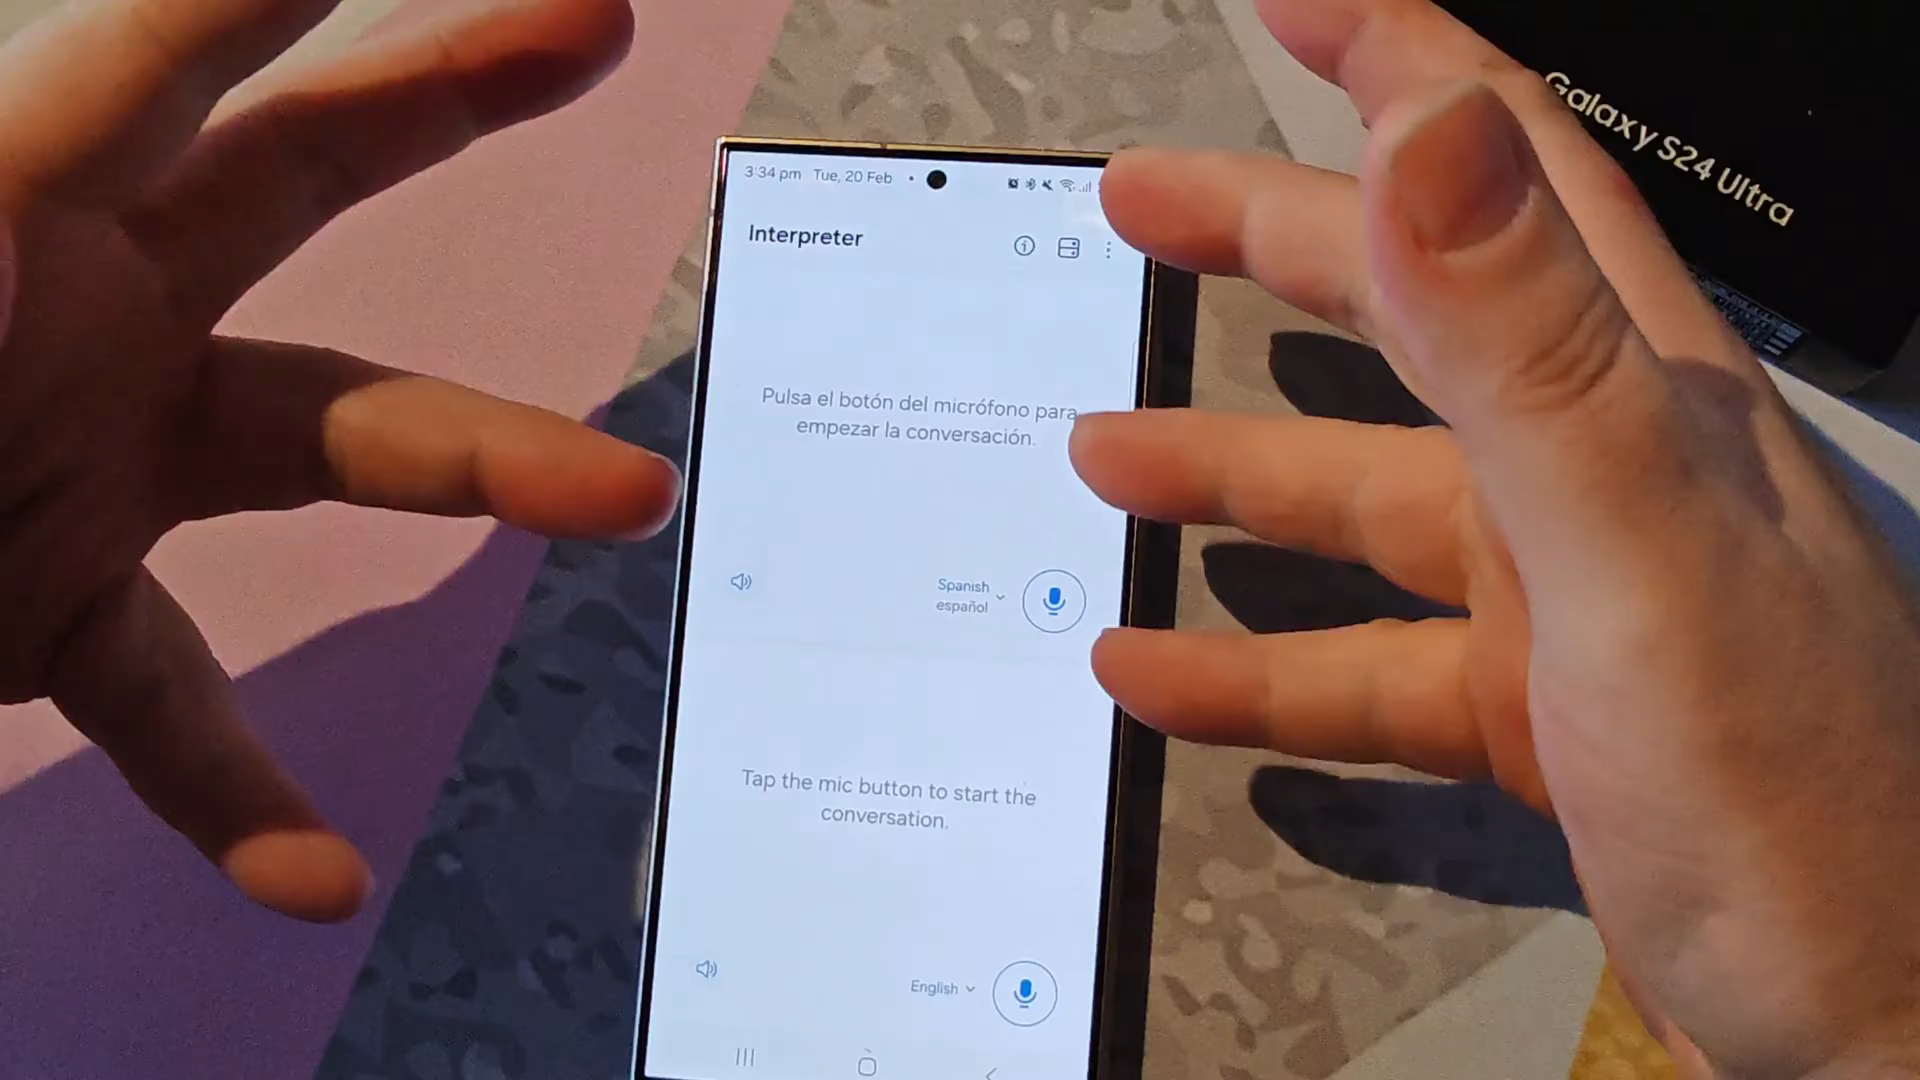 3:34 pm Tue, 20 Feb
Interpreter
Pulsa el botón del micrófono para
empezar la conversación.
Spanish
español
Tap the mic button to start the
conversation.
English
Galaxy S24 Ultra